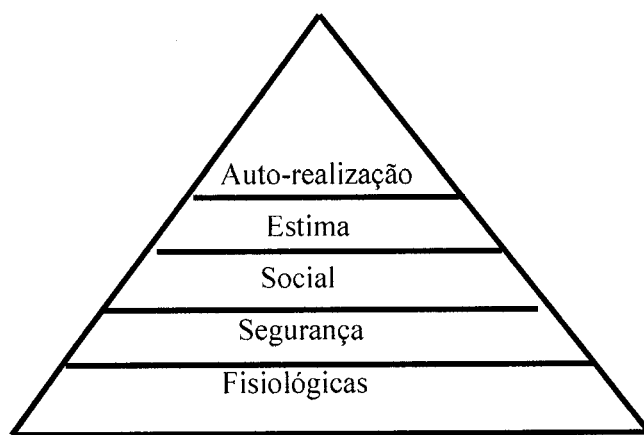 Auto-realização
Estima
Social
Segurança
Fisiológicas